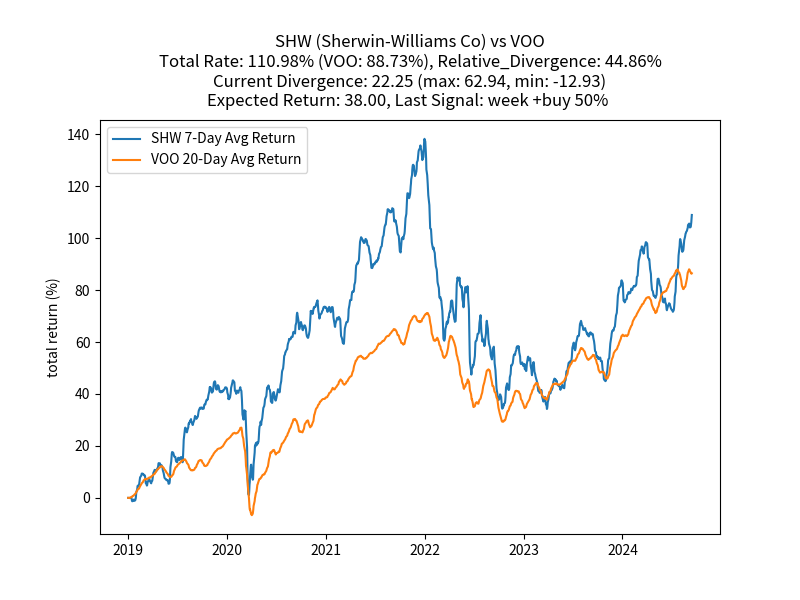 SHW (Sherwin-Williams Co) vs VOO
Total Rate: 110.98% (VOO: 88.73%), Relative_Divergence: 44.86%
Current Divergence: 22.25 (max: 62.94, min: -12.93)
Expected Return: 38.00, Last Signal: week +buy 50%
SHW 7-Day Avg Return
VOO 20-Day Avg Return
total return (%)
140
120
100
80
60
40
20
0
2019 2020 2021 2022 2023 2024